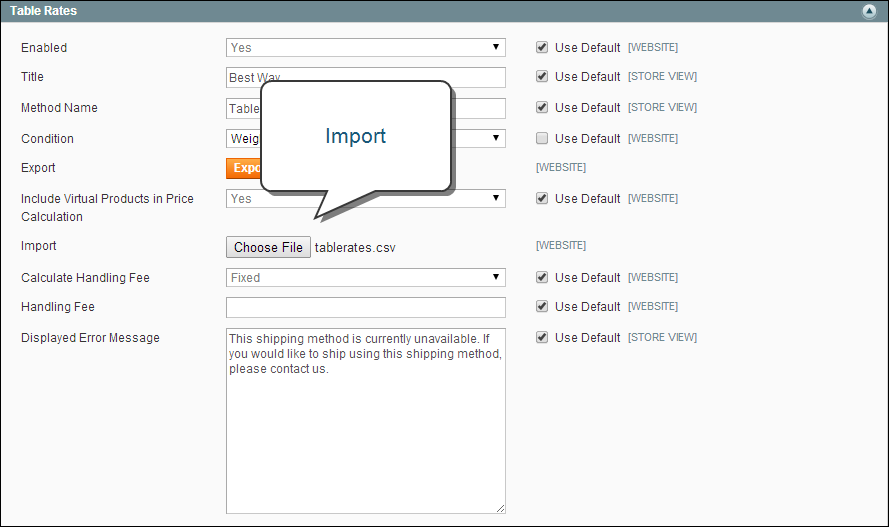 Table Rates
Enabled Yes Use Default [WEBSITE]
Title Best Way Use Default [STORE VIEW]
Method Name Table Use Default [STORE VIEW]
Condition Use Default [WEBSITE]
Import
Export [WEBSITE]
Include Virtual Products in Price Yes Use Default [WEBSITE]
Calculation
Import Choose File tablerates.csv [WEBSITE]
Calculate Handling Fee Fixed Use Default [WEBSITE]
Handling Fee Use Default [WEBSITE]
Displayed Error Message This shipping method is currently unavailable. If Use Default [STORE VIEW]
you would like to ship using this shipping method,
please contact us.